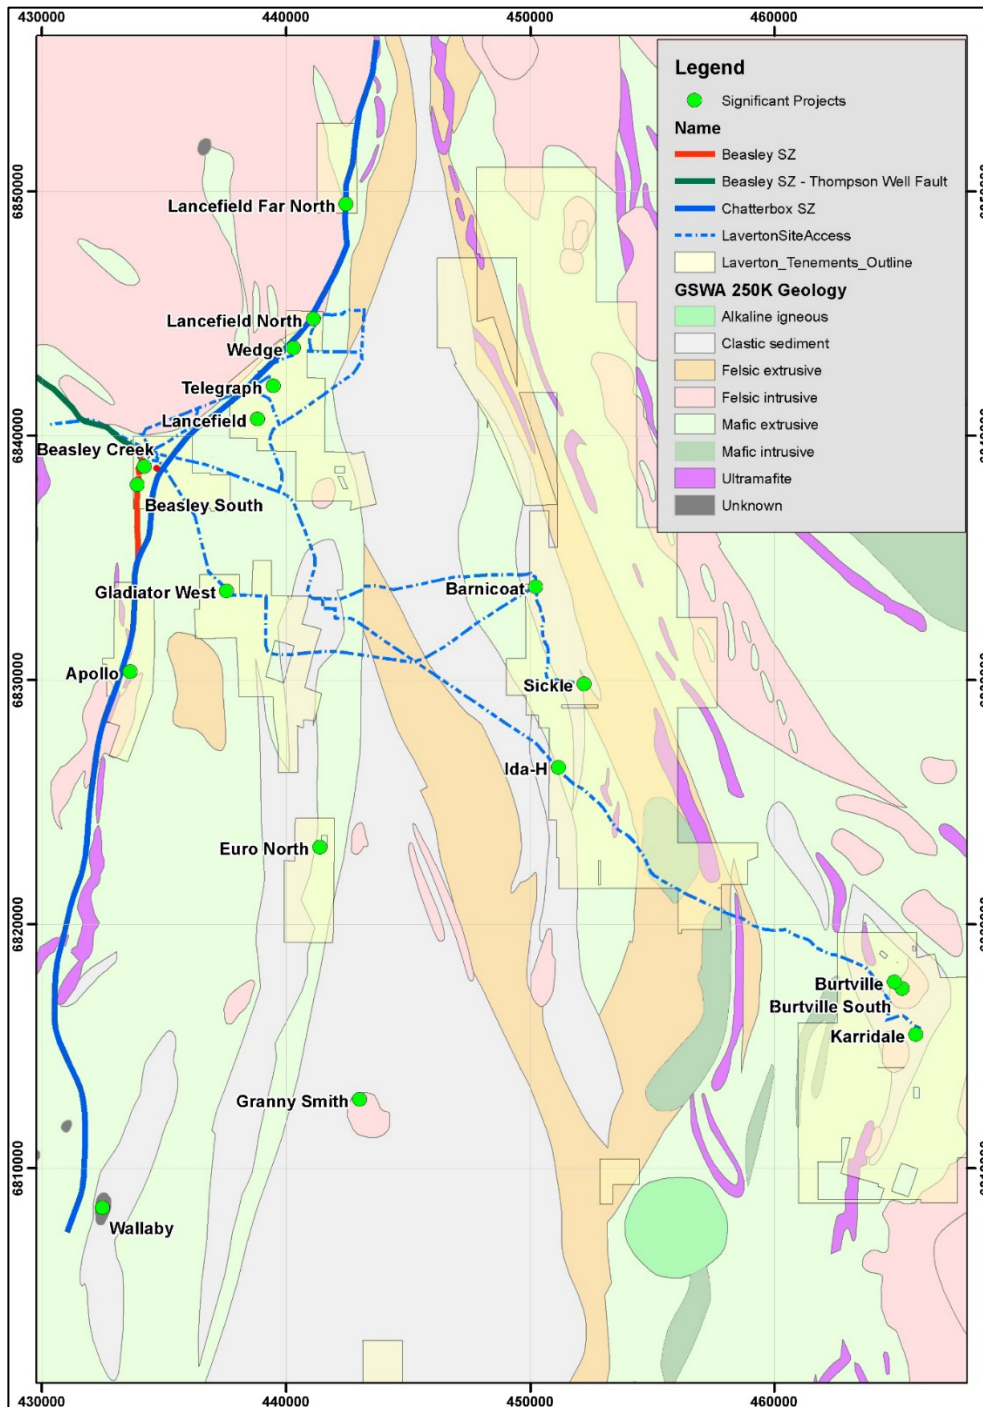 430000 440000 450000 460000
Legend
Significant Projects
Name
Beasley SZ
Beasley SZ - Thompson Well Fault
Chatterbox SZ
LavertonSiteAccess
Laverton_Tenements_Outline
GSWA 250K Geology
Alkaline igneous
Clastic sediment
Felsic extrusive
Felsic intrusive
Mafic extrusive
Mafic intrusive
Ultramafite
Unknown
6850000
6840000
6830000
6820000
6810000
Lancefield Far North
Lancefield North
Wedge
Telegraph
Lancefield
Beasley Creek
Beasley South
Gladiator West
Barnicoat
Apollo
Sickle
Ida-H
Euro North
Burtville
Burtville South
Karridale
Granny Smith
Wallaby
430000 440000 450000 460000